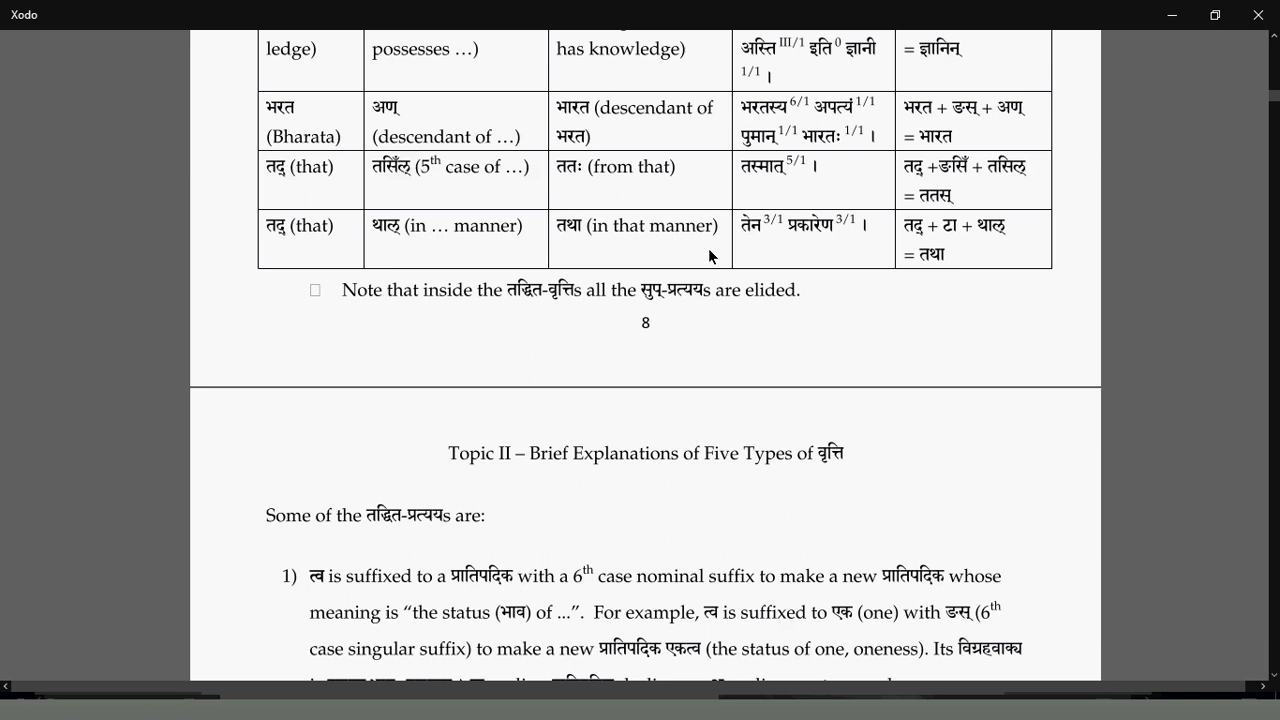 Xodo
ledge) possesses …) has knowledge) अस्ति III/1 इति 0 ज्ञानी = ज्ञानिन्
1/1 ।
भरत अण् भारत (descendant of भरतस्य 6/1 अपत्यं 1/1 भरत + ङस् + अण्
(Bharata) (descendant of …) भरत) पुमान् 1/1 भारतः 1/1 । = भारत
तद् (that) तसिँल् (5th case of …) ततः (from that) तस्मात् 5/1 । तद् +ङसिँ + तसिल्
= ततस्
तद् (that) थाल् (in … manner) तथा (in that manner) तेन 3/1 प्रकारेण 3/1 । तद् + टा + थाल्
= तथा
Note that inside the तद्धित-वृत्तिs all the सुप्-प्रत्ययs are elided.
8
Topic II – Brief Explanations of Five Types of वृत्ति
Some of the तद्धित-प्रत्ययs are:
1) त्व is suffixed to a प्रातिपदिक with a 6th case nominal suffix to make a new प्रातिपदिक whose
meaning is “the status (भाव) of ...”. For example, त्व is suffixed to एक (one) with ङस् (6th
case singular suffix) to make a new प्रातिपदिक एकत्व (the status of one, oneness). Its विग्रहवाक्य